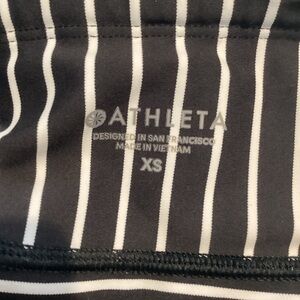 ATHLETA
DESIGNED IN SAN FRANCISCO
MADE IN VIETNAM
XS